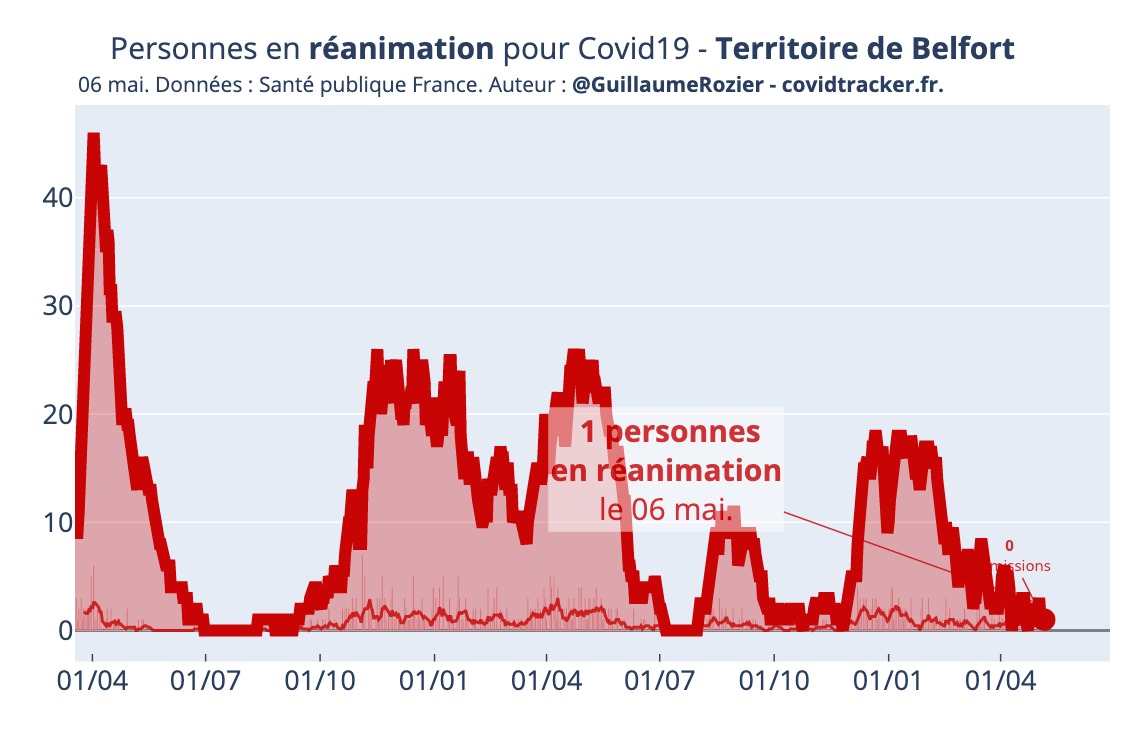 Personnes en réanimation pour Covid19 - Territoire de Belfort
06 mai. Données : Santé publique France. Auteur : @GuillaumeRozier - covidtracker.fr.
40
30
20
10
0
1 personnes
en réanimation
le 06 mai.
0
missions
01/04 01/07 01/10 01/01 01/04 01/07 01/10 01/01 01/04